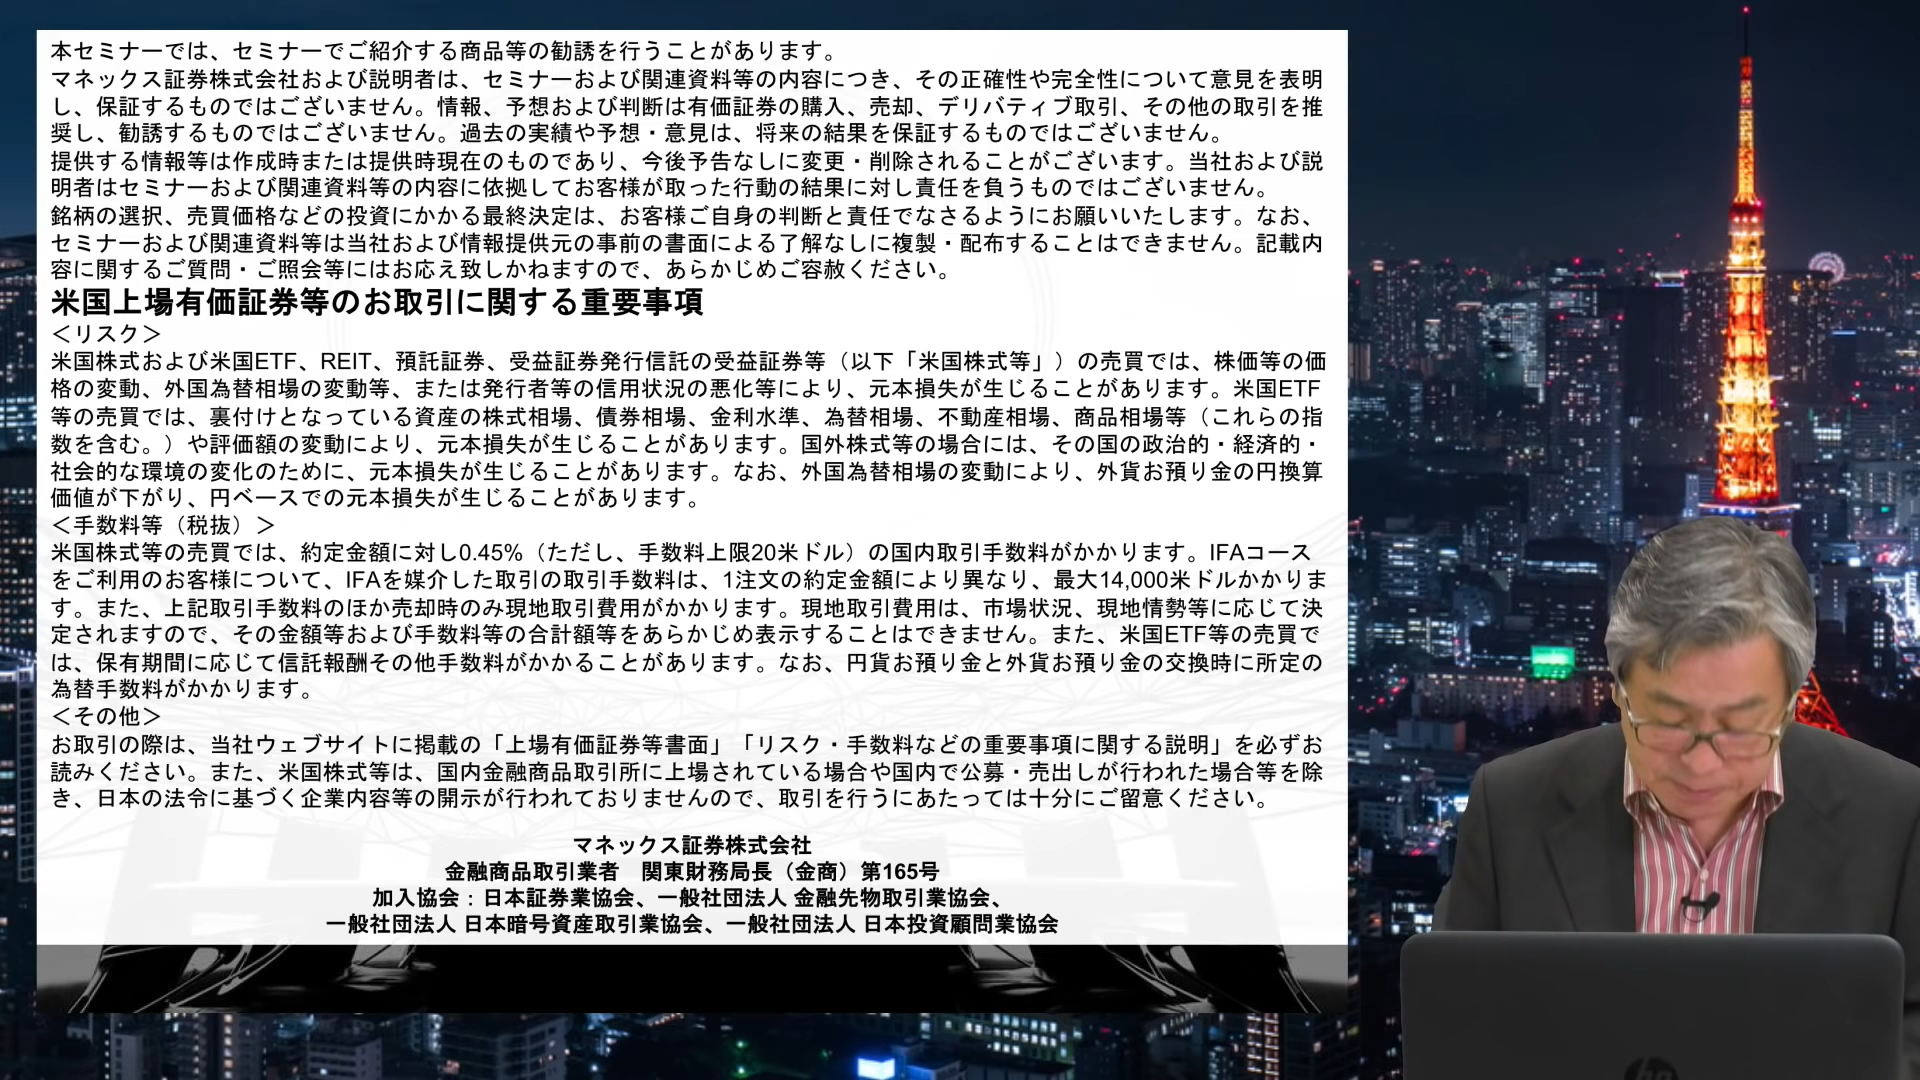 本セミナーでは、セミナーでご紹介する商品等の勧誘を行うことがあります。
マネックス証券株式会社および説明者は、セミナーおよび関連資料等の内容につき、その正確性や完全性について意見を表明
し、保証するものではございません。情報、予想および判断は有価証券の購入、売却、デリバティブ取引、その他の取引を推
奨し、勧誘するものではございません。過去の実績や予想・意見は、将来の結果を保証するものではございません。
提供する情報等は作成時または提供時現在のものであり、今後予告なしに変更・削除されることがございます。当社および説
明者はセミナーおよび関連資料等の内容に依拠してお客様が取った行動の結果に対し責任を負うものではございません。
銘柄の選択、売買価格などの投資にかかる最終決定は、お客様ご自身の判断と責任でなさるようにお願いいたします。なお、
セミナーおよび関連資料等は当社および情報提供元の事前の書面による了解なしに複製・配布することはできません。記載内
容に関するご質問・ご照会等にはお応え致しかねますので、あらかじめご容赦ください。
米国上場有価証券等のお取引に関する重要事項
＜リスク＞
米国株式および米国ETF、REIT、預託証券、受益証券発行信託の受益証券等（以下「米国株式等」）の売買では、株価等の価
格の変動、外国為替相場の変動等、または発行者等の信用状況の悪化等により、元本損失が生じることがあります。米国ETF
等の売買では、裏付けとなっている資産の株式相場、債券相場、金利水準、為替相場、不動産相場、商品相場等（これらの指
数を含む。）や評価額の変動により、元本損失が生じることがあります。国外株式等の場合には、その国の政治的・経済的・
社会的な環境の変化のために、元本損失が生じることがあります。なお、外国為替相場の変動により、外貨お預り金の円換算
価値が下がり、円ベースでの元本損失が生じることがあります。
＜手数料等（税抜）＞
米国株式等の売買では、約定金額に対し0.45%（ただし、手数料上限20米ドル）の国内取引手数料がかかります。IFAコース
をご利用のお客様について、IFAを媒介した取引の取引手数料は、1注文の約定金額により異なり、最大14,000米ドルかかりま
す。また、上記取引手数料のほか売却時のみ現地取引費用がかかります。現地取引費用は、市場状況、現地情勢等に応じて決
定されますので、その金額等および手数料等の合計額等をあらかじめ表示することはできません。また、米国ETF等の売買で
は、保有期間に応じて信託報酬その他手数料がかかることがあります。なお、円貨お預り金と外貨お預り金の交換時に所定の
為替手数料がかかります。
＜その他＞
お取引の際は、当社ウェブサイトに掲載の「上場有価証券等書面」「リスク・手数料などの重要事項に関する説明」を必ずお
読みください。また、米国株式等は、国内金融商品取引所に上場されている場合や国内で公募・売出しが行われた場合等を除
き、日本の法令に基づく企業内容等の開示が行われておりませんので、取引を行うにあたっては十分にご留意ください。
マネックス証券株式会社
金融商品取引業者　関東財務局長（金商）第165号
加入協会：日本証券業協会、一般社団法人 金融先物取引業協会、
一般社団法人 日本暗号資産取引業協会、一般社団法人 日本投資顧問業協会
hp